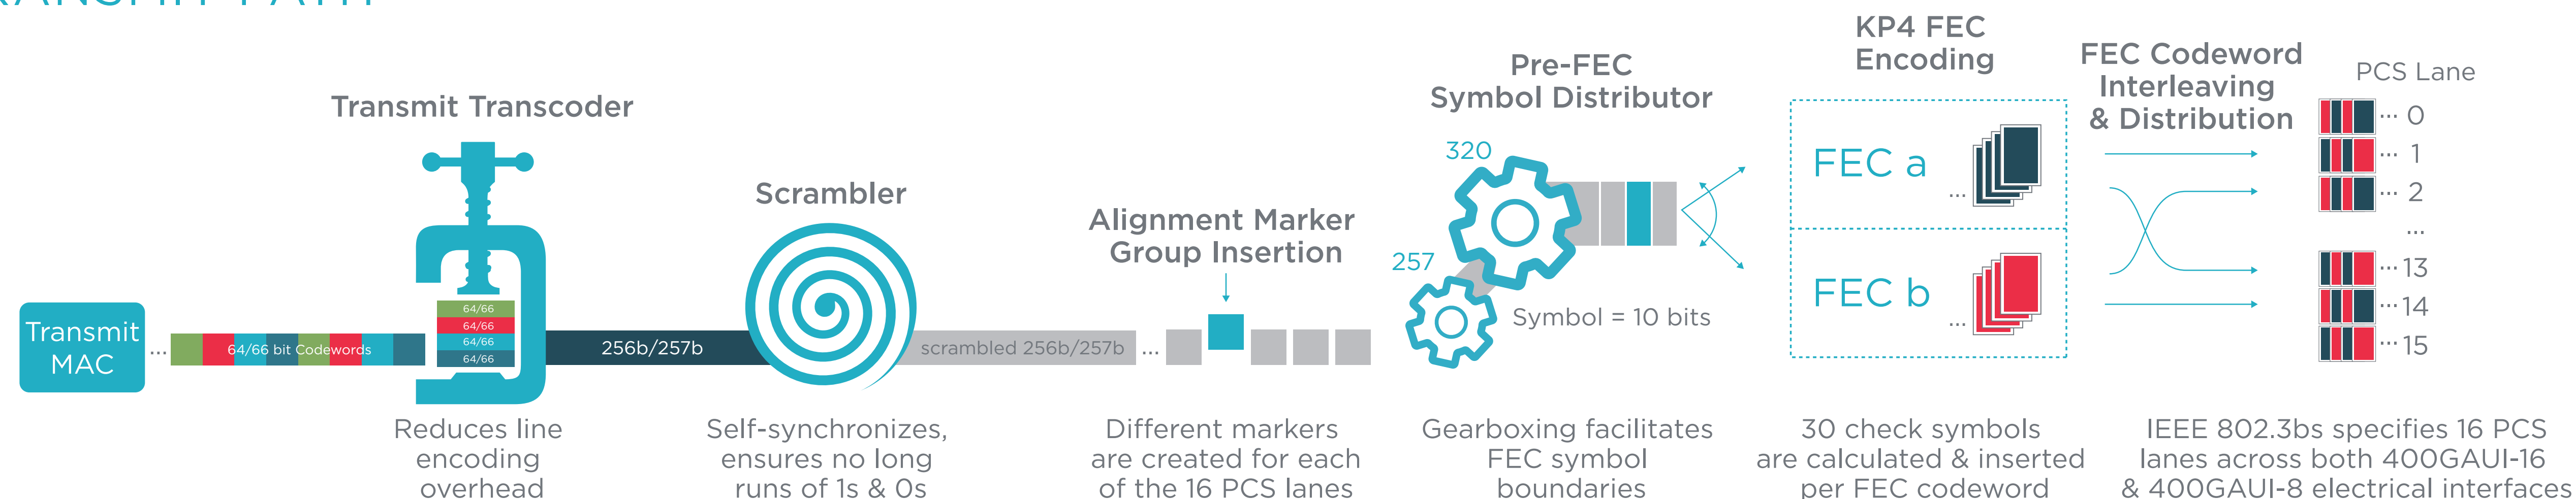 TRANSMIT PATH
Transmit
MAC
...
64/66 bit Codewords
Transmit Transcoder
64/66
64/66
64/66
64/66
Reduces line
encoding
overhead
256b/257b
Scrambler
Self-synchronizes,
ensures no long
runs of 1s & 0s
scrambled 256b/257b
...
Alignment Marker
Group Insertion
Different markers
are created for each
of the 16 PCS lanes
Pre-FEC
Symbol Distributor
320
257
Symbol = 10 bits
Gearboxing facilitates
FEC symbol
boundaries
KP4 FEC
Encoding
FEC a
...
FEC b
...
30 check symbols
are calculated & inserted
per FEC codeword
FEC Codeword
Interleaving
& Distribution
PCS Lane
... 0
... 1
... 2
...
... 13
... 14
... 15
IEEE 802.3bs specifies 16 PCS
lanes across both 400GAUI-16
& 400GAUI-8 electrical interfaces